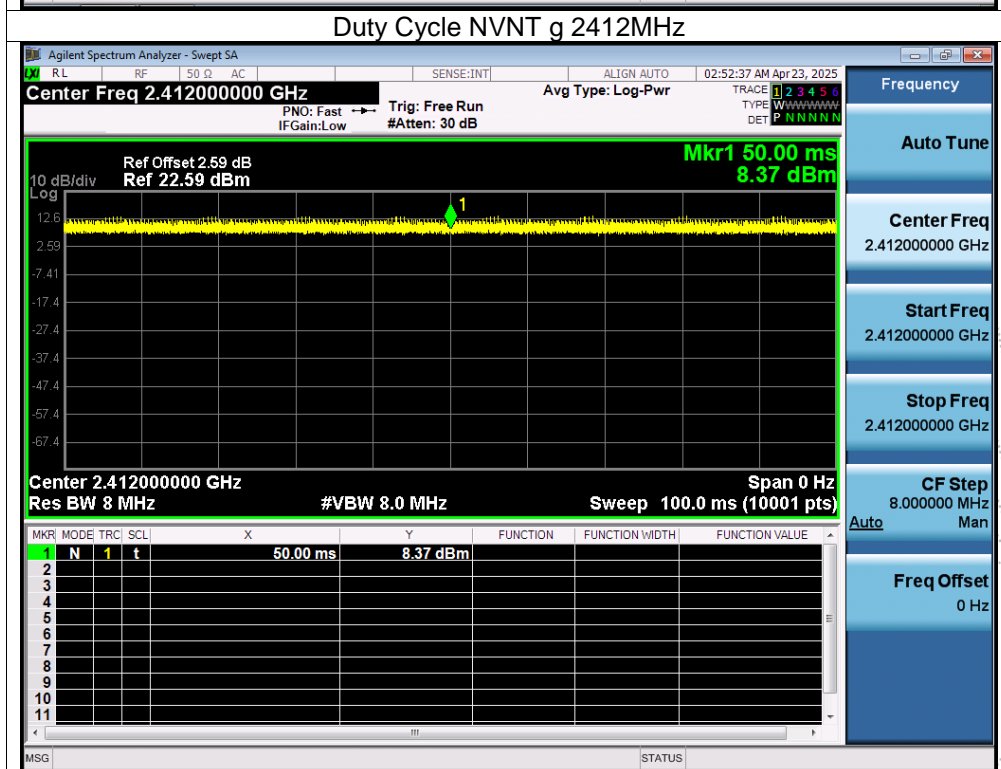 Duty Cycle NVNT g 2412MHz
Agilent Spectrum Analyzer - Swept SA
LXI RL RF 50 Ω AC SENSE:INT ALIGN AUTO 02:52:37 AM Apr 23, 2025
Center Freq 2.412000000 GHz
PNO: Fast
IFGain:Low
Trig: Free Run
#Atten: 30 dB
Avg Type: Log-Pwr
TRACE 1 2 3 4 5 6
TYPE WWWWWW
DET P N N N N N
Ref Offset 2.59 dB
10 dB/div Ref 22.59 dBm
Log
Mkr1 50.00 ms
8.37 dBm
1
12.6
2.59
-7.41
-17.4
-27.4
-37.4
-47.4
-57.4
-67.4
Center 2.412000000 GHz Span 0 Hz
Res BW 8 MHz #VBW 8.0 MHz Sweep 100.0 ms (10001 pts)
MKR MODE TRC SCL X Y FUNCTION FUNCTION WIDTH FUNCTION VALUE
1 N 1 t 50.00 ms 8.37 dBm
2
3
4
5
6
7
8
9
10
11
MSG STATUS
Frequency
Auto Tune
Center Freq
2.412000000 GHz
Start Freq
2.412000000 GHz
Stop Freq
2.412000000 GHz
CF Step
8.000000 MHz
Auto Man
Freq Offset
0 Hz